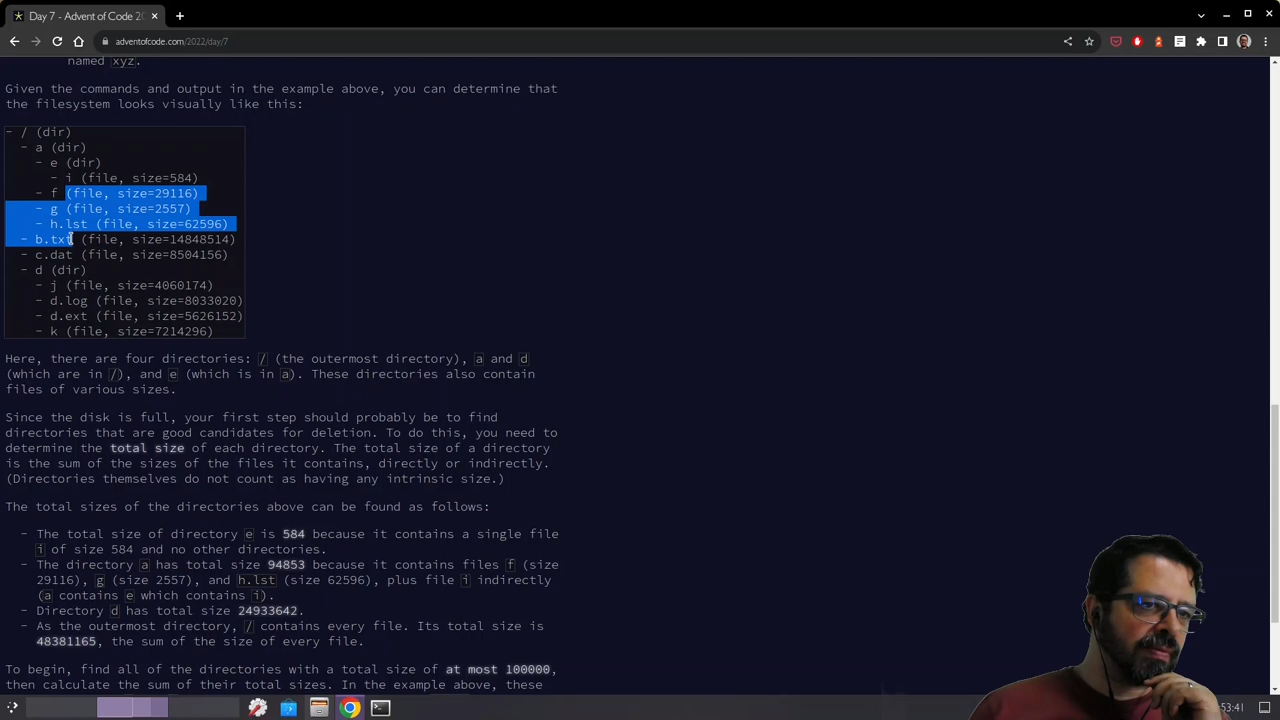 Day 7 - Advent of Code 20
adventofcode.com/2022/day/7
named xyz.
Given the commands and output in the example above, you can determine that
the filesystem looks visually like this:
- / (dir)
- a (dir)
- e (dir)
- i (file, size=584)
- f (file, size=29116)
- g (file, size=2557)
- h.lst (file, size=62596)
- b.txt (file, size=14848514)
- c.dat (file, size=8504156)
- d (dir)
- j (file, size=4060174)
- d.log (file, size=8033020)
- d.ext (file, size=5626152)
- k (file, size=7214296)
Here, there are four directories: / (the outermost directory), a and d
(which are in /), and e (which is in a). These directories also contain
files of various sizes.
Since the disk is full, your first step should probably be to find
directories that are good candidates for deletion. To do this, you need to
determine the total size of each directory. The total size of a directory
is the sum of the sizes of the files it contains, directly or indirectly.
(Directories themselves do not count as having any intrinsic size.)
The total sizes of the directories above can be found as follows:
- The total size of directory e is 584 because it contains a single file
i of size 584 and no other directories.
- The directory a has total size 94853 because it contains files f (size
29116), g (size 2557), and h.lst (size 62596), plus file i indirectly
(a contains e which contains i).
- Directory d has total size 24933642.
- As the outermost directory, / contains every file. Its total size is
48381165, the sum of the size of every file.
To begin, find all of the directories with a total size of at most 100000,
then calculate the sum of their total sizes. In the example above, these
:53:41